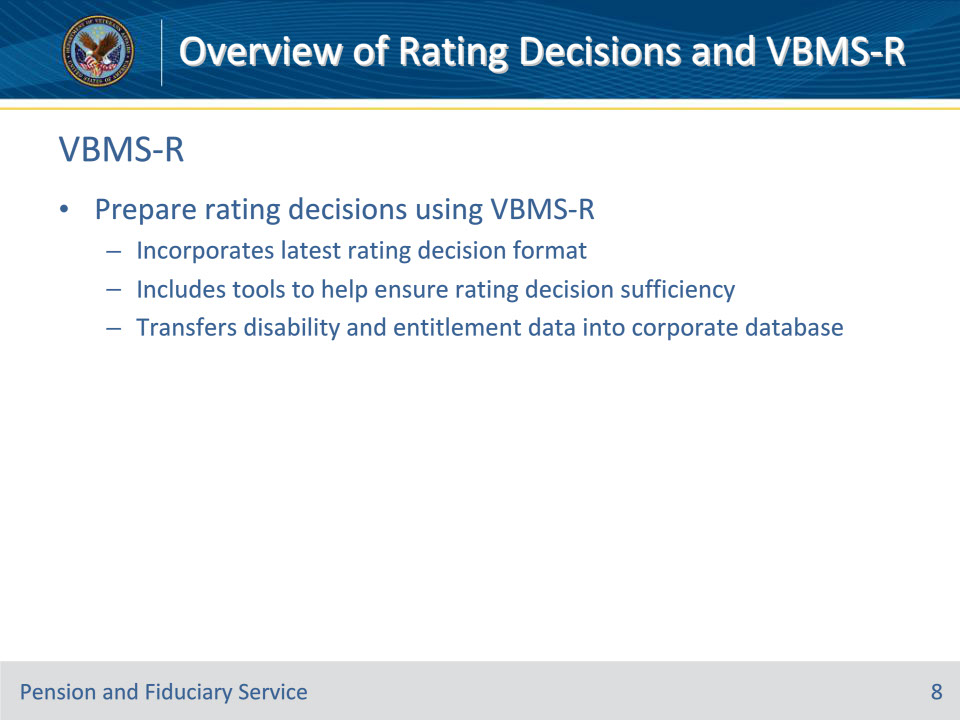 Overview of Rating Decisions and VBMS-R
VBMS-R
• Prepare rating decisions using VBMS-R
– Incorporates latest rating decision format
– Includes tools to help ensure rating decision sufficiency
– Transfers disability and entitlement data into corporate database
Pension and Fiduciary Service
8